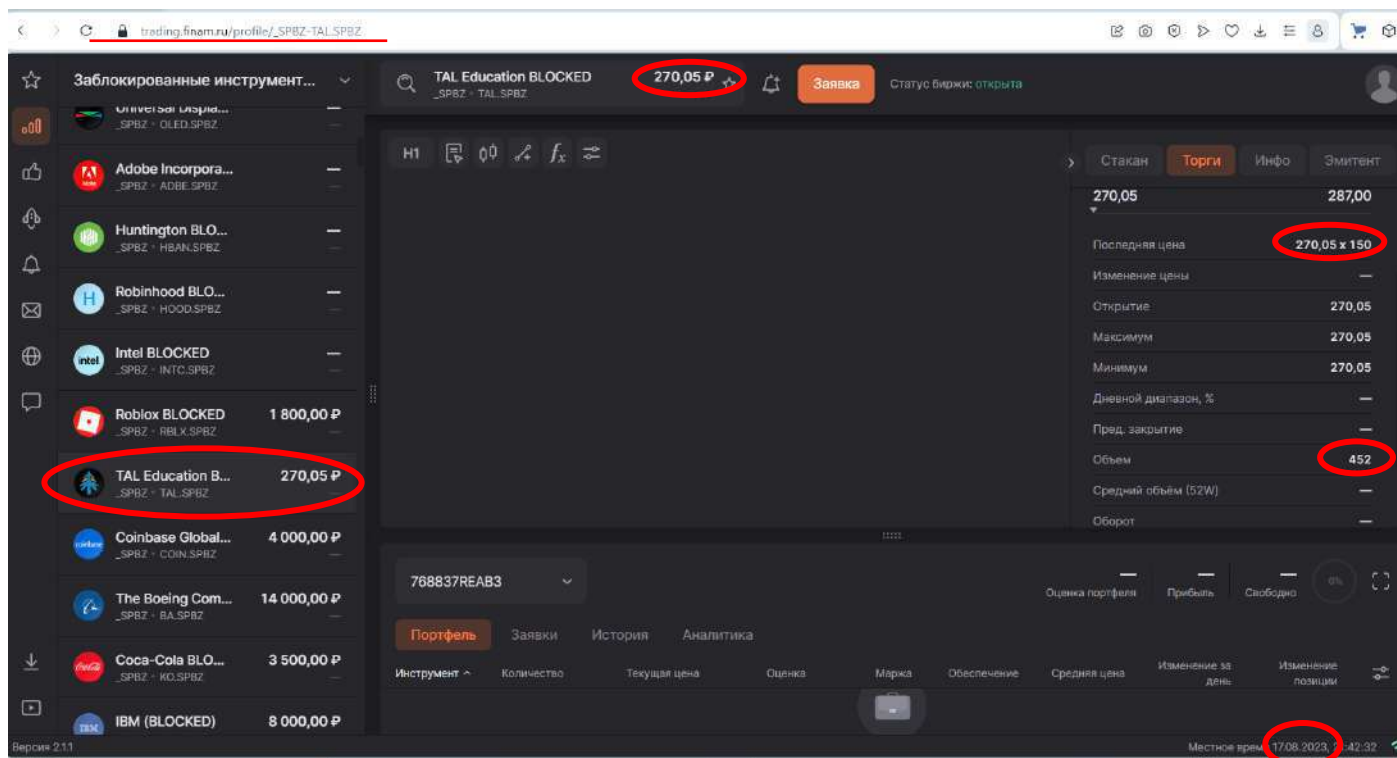 trading.finam.ru/profile/_SPBZ-TAL.SPBZ
Заблокированные инструмент...
TAL Education BLOCKED
270,05 ₽
_SPBZ • TAL.SPBZ
Заявка
Статус биржи: открыта
Universal Displa...
_SPBZ • OLED.SPBZ
Adobe Incorpora...
_SPBZ • ADBE.SPBZ
Huntington BLO...
_SPBZ • HBAN.SPBZ
Robinhood BLO...
_SPBZ • HOOD.SPBZ
Intel BLOCKED
_SPBZ • INTC.SPBZ
Roblox BLOCKED 1 800,00 ₽
_SPBZ • RBLX.SPBZ
TAL Education B... 270,05 ₽
_SPBZ • TAL.SPBZ
Coinbase Global... 4 000,00 ₽
_SPBZ • COIN.SPBZ
The Boeing Com... 14 000,00 ₽
_SPBZ • BA.SPBZ
Coca-Cola BLO... 3 500,00 ₽
_SPBZ • KO.SPBZ
IBM (BLOCKED) 8 000,00 ₽
H1
Стакан Торги Инфо Эмитент
270,05 287,00
Последняя цена 270,05 x 150
Изменение цены —
Открытие 270,05
Максимум 270,05
Минимум 270,05
Дневной диапазон, % —
Пред. закрытие —
Объем 452
Средний объём (52W) —
Оборот —
768837REAB3
Оценка портфеля — Прибыль — Свободно — 0%
Портфель Заявки История Аналитика
Инструмент Количество Текущая цена Оценка Маржа Обеспечение Средняя цена Изменение за день Изменение позиции
Версия 2.1.1
Местное время 17.08.2023, :42:32